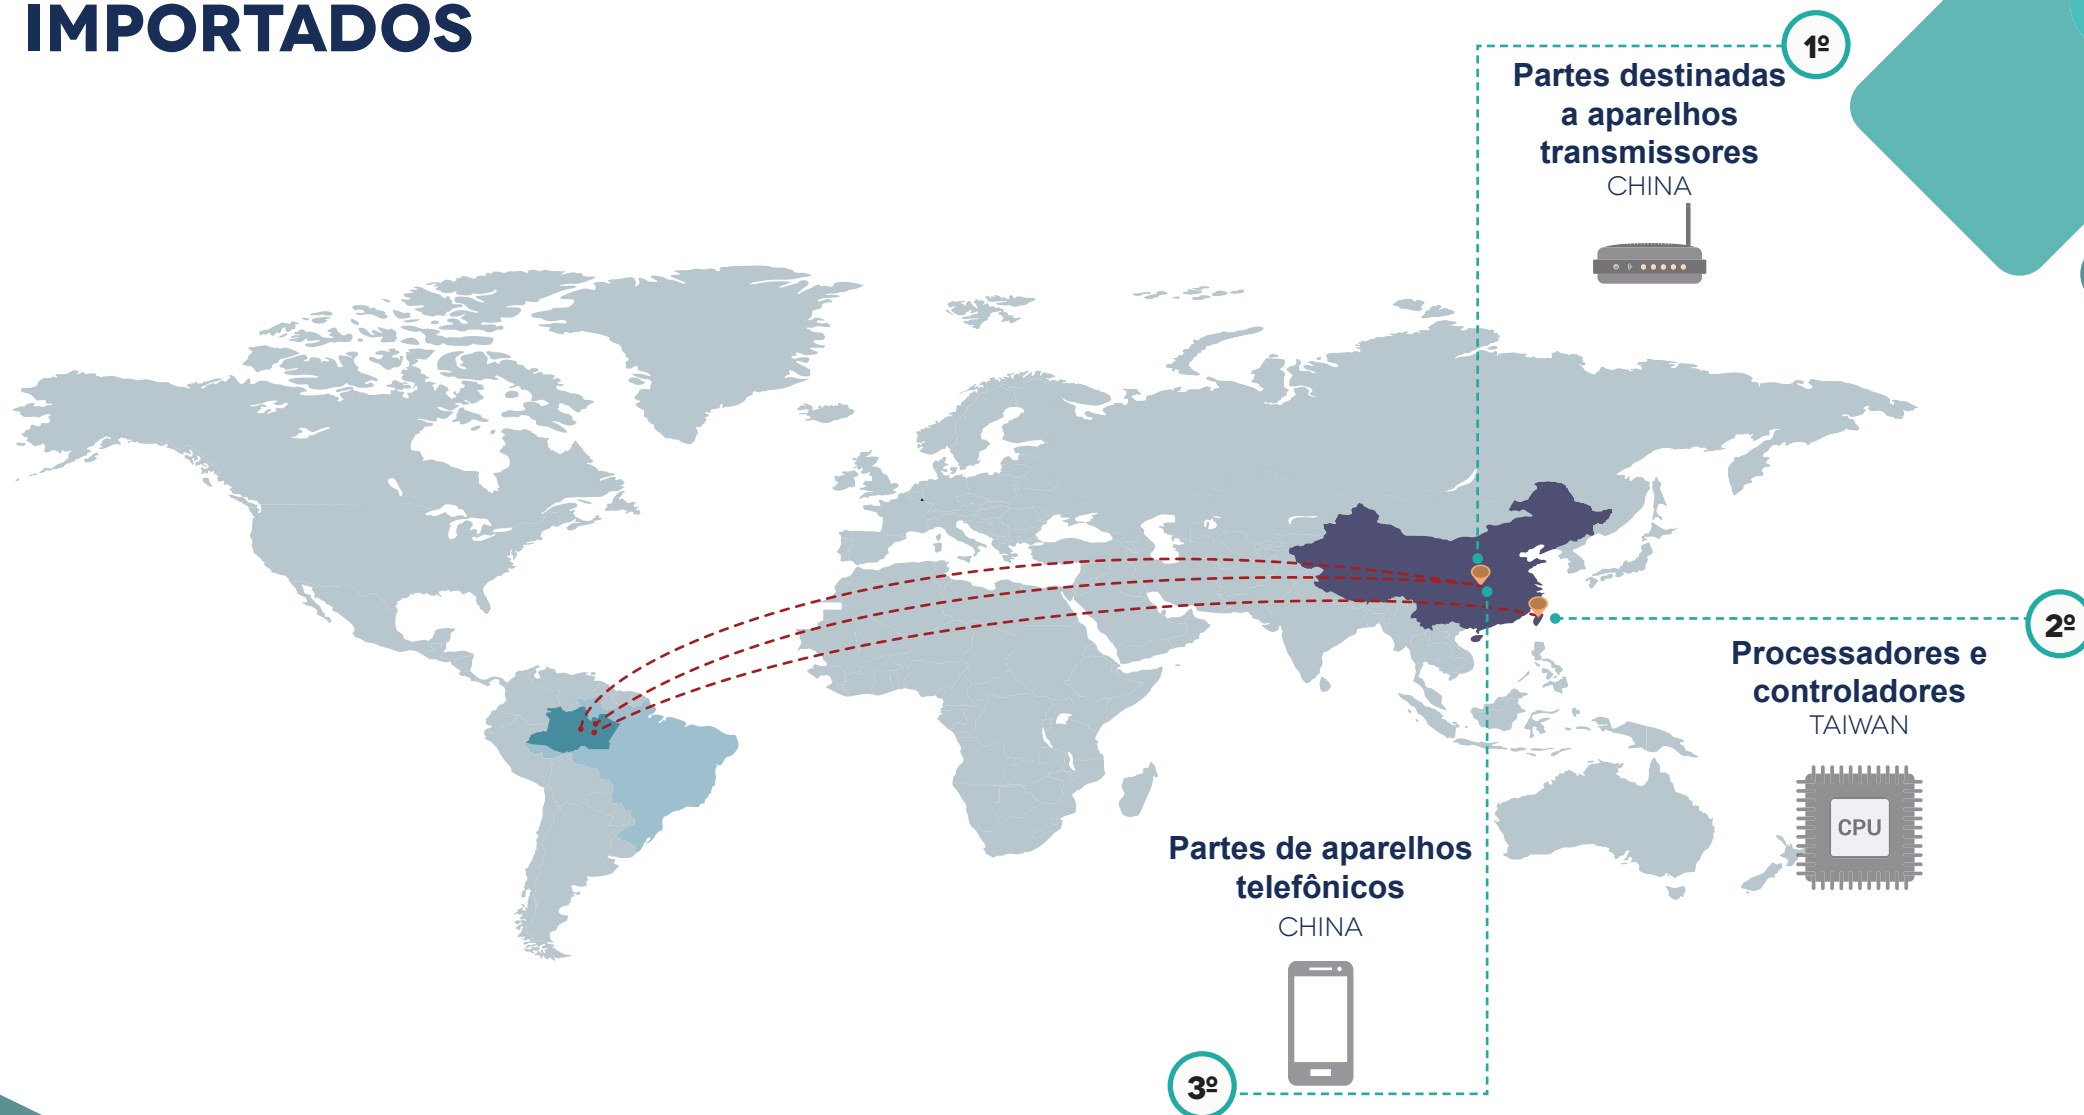 IMPORTADOS
1º
Partes destinadas
a aparelhos
transmissores
CHINA
2º
Processadores e
controladores
TAIWAN
CPU
Partes de aparelhos
telefônicos
CHINA
3º